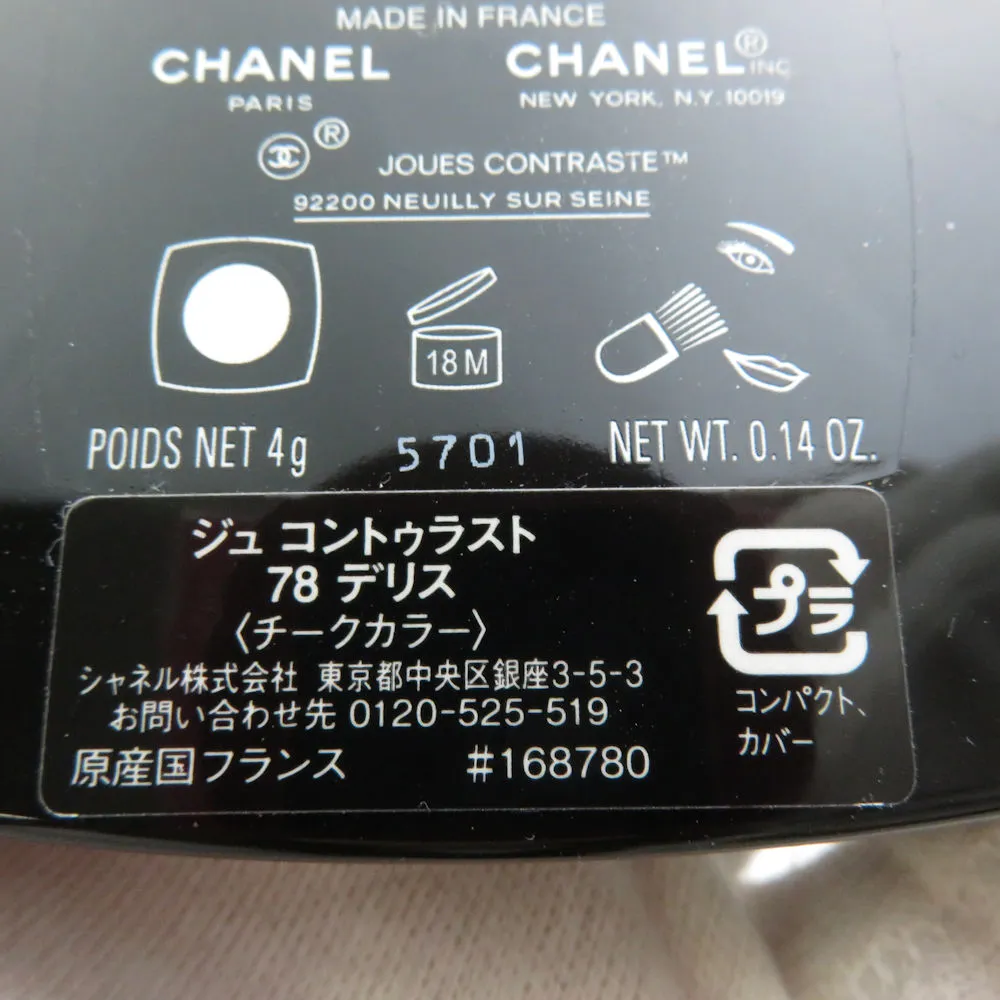 MADE IN FRANCE
CHANEL CHANEL® INC
PARIS NEW YORK, N.Y. 10019
® JOUES CONTRASTE™
92200 NEUILLY SUR SEINE
18 M
POIDS NET 4g 5701 NET WT. 0.14 OZ.
ジュ コントゥラスト
78 デリス
〈チークカラー〉
シャネル株式会社 東京都中央区銀座3-5-3
お問い合わせ先 0120-525-519
原産国フランス #168780
プラ
コンパクト、
カバー